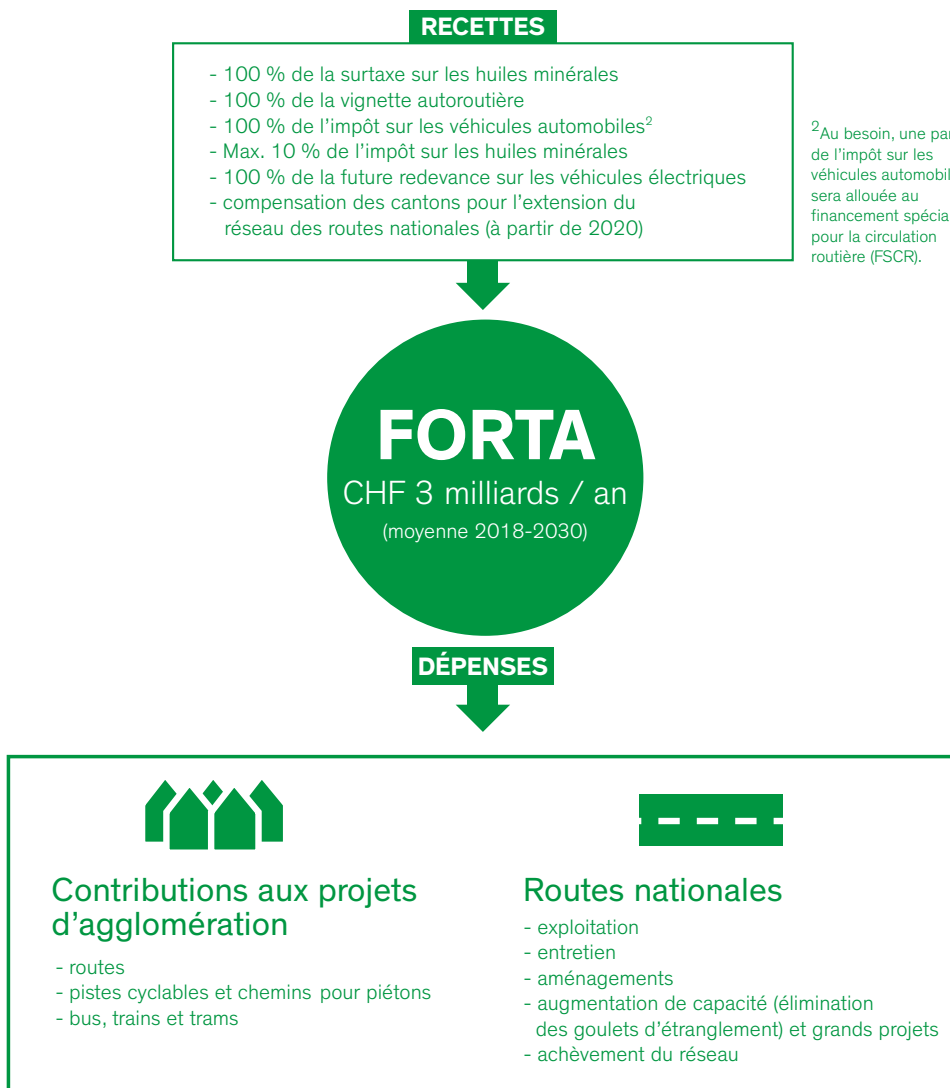 RECETTES
- 100 % de la surtaxe sur les huiles minérales
- 100 % de la vignette autoroutière
- 100 % de l'impôt sur les véhicules automobiles²
- Max. 10 % de l'impôt sur les huiles minérales
- 100 % de la future redevance sur les véhicules électriques
- compensation des cantons pour l'extension du
réseau des routes nationales (à partir de 2020)
²Au besoin, une
de l'impôt sur les
véhicules
sera allouée au
financement
pour la circulation
routière (FSCR).
FORTA
CHF 3 milliards / an
(moyenne 2018-2030)
DÉPENSES
Contributions aux projets
d'agglomération
- routes
- pistes cyclables et chemins pour piétons
- bus, trains et trams
Routes nationales
- exploitation
- entretien
- aménagements
- augmentation de capacité (élimination
des goulets d'étranglement) et grands projets
- achèvement du réseau